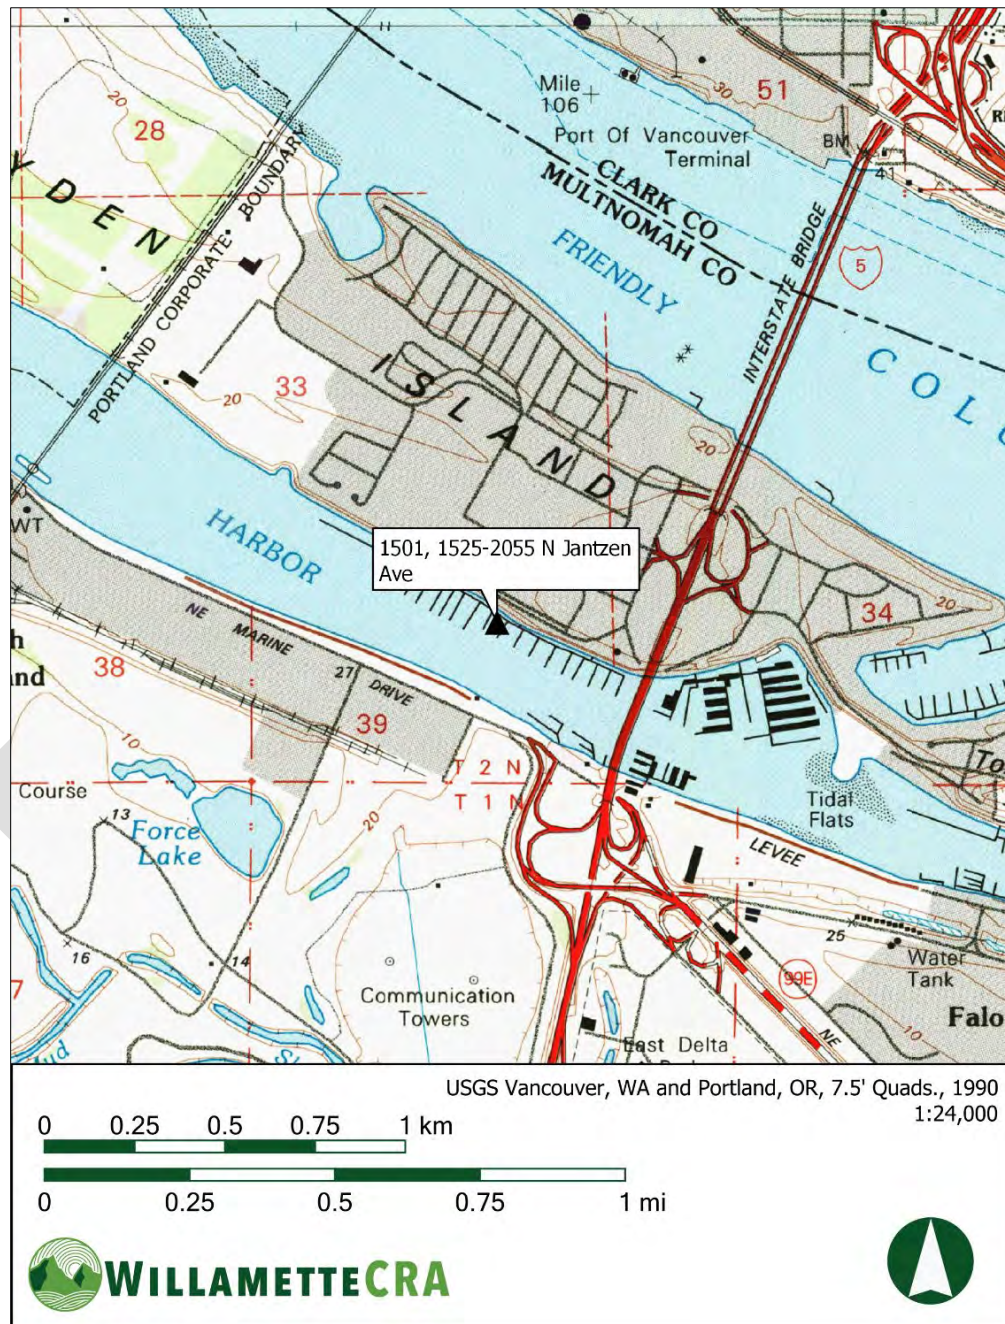 20
28
YDEN
PORTLAND CORPORATE BOUNDARY
Mile
106
Port Of Vancouver
Terminal
30
51
BM
41
CLARK CO
MULTNOMAH CO
FRIENDLY
INTERSTATE BRIDGE
5
COL
33
20
ISLAND
20
HARBOR
WT
1501, 1525-2055 N Jantzen
Ave
34
20
NE MARINE DRIVE
27
38
39
10
T 2 N
T 1 N
20
Course
13
Force
Lake
Tidal
Flats
LEVEE
16
14
7
Communication
Towers
25
Water
Tank
99E
NE
10
East Delta
USGS Vancouver, WA and Portland, OR, 7.5' Quads., 1990
1:24,000
0 0.25 0.5 0.75 1 km
0 0.25 0.5 0.75 1 mi
WILLAMETTECRA